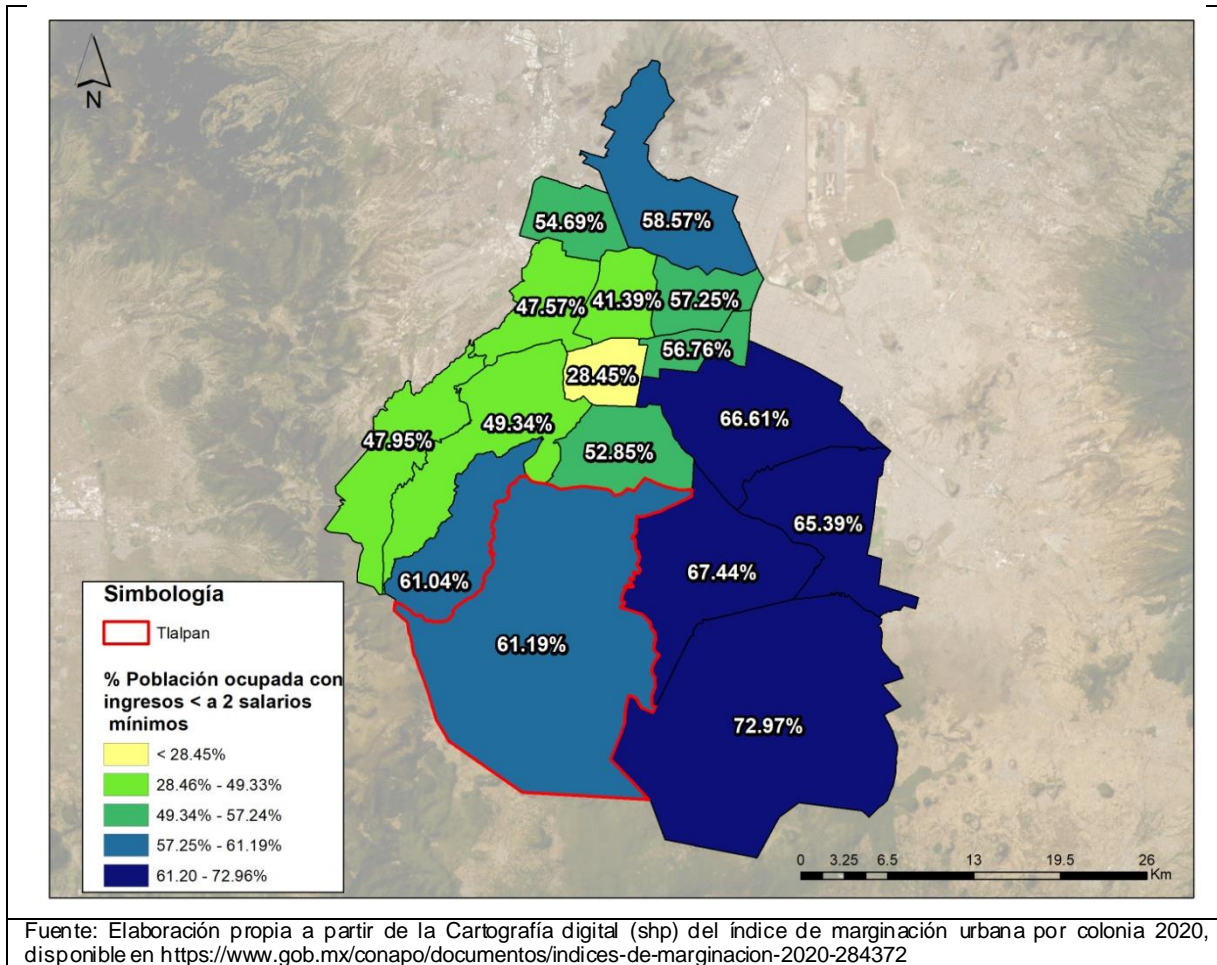 N
54.69%
58.57%
47.57%
41.39%
57.25%
56.76%
28.45%
66.61%
49.34%
47.95%
52.85%
65.39%
67.44%
61.04%
61.19%
72.97%
Simbología
Tlalpan
% Población ocupada con
ingresos < a 2 salarios
mínimos
< 28.45%
28.46% - 49.33%
49.34% - 57.24%
57.25% - 61.19%
61.20 - 72.96%
0 3.25 6.5 13 19.5 26
Km
Fuente: Elaboración propia a partir de la Cartografía digital (shp) del índice de marginación urbana por colonia 2020,
disponible en https://www.gob.mx/conapo/documentos/indices-de-marginacion-2020-284372